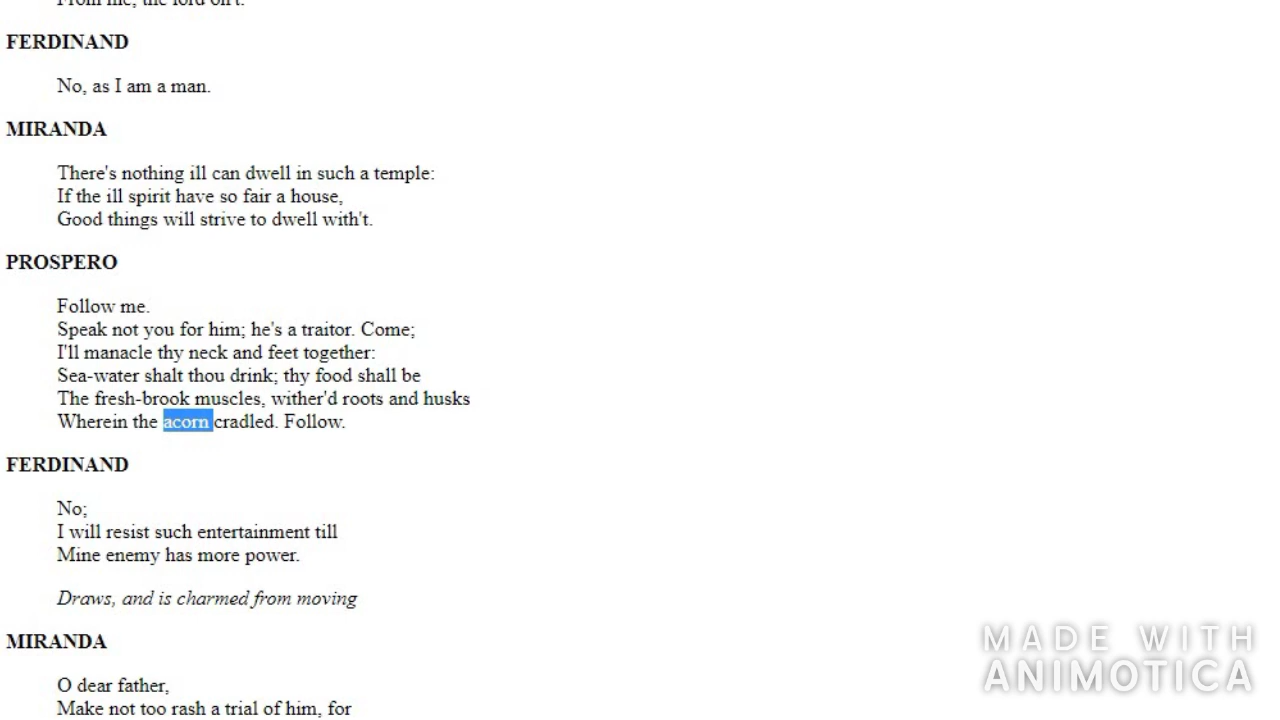 From me, the lord on't.
FERDINAND
No, as I am a man.
MIRANDA
There's nothing ill can dwell in such a temple:
If the ill spirit have so fair a house,
Good things will strive to dwell with't.
PROSPERO
Follow me.
Speak not you for him; he's a traitor. Come;
I'll manacle thy neck and feet together:
Sea-water shalt thou drink; thy food shall be
The fresh-brook muscles, wither'd roots and husks
Wherein the acorn cradled. Follow.
FERDINAND
No;
I will resist such entertainment till
Mine enemy has more power.
Draws, and is charmed from moving
MIRANDA
O dear father,
Make not too rash a trial of him, for
MADE WITH
ANIMOTICA